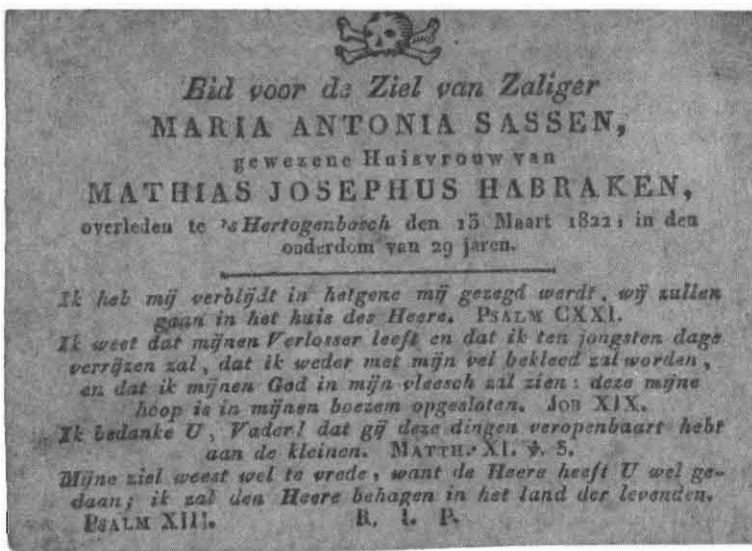 Bid voor de Ziel van Zaliger
MARIA ANTONIA SASSEN,
gewezene Huisvrouw van
MATHIAS JOSEPHUS HABRAKEN,
overleden te 's Hertogenbosch den 13 Maart 1822, in den
ouderdom van 29 jaren.
Ik heb mij verblijdt in hetgene mij gezegd werdt, wij zullen
gaan in het huis des Heere. PSALM CXXI.
Ik weet dat mijnen Verlosser leeft en dat ik ten jongsten dage
verrijzen zal, dat ik weder met mijn vel bekleed zal worden,
en dat ik mijnen God in mijn vleesch zal zien: deze mijne
hoop is in mijnen boezem opgesloten. JOB XIX.
Ik bedanke U, Vader! dat gij deze dingen veropenbaart hebt
aan de kleinen. MATTH. XI. ℣. 5.
Mijne ziel weest wel te vrede, want de Heere heeft U wel ge-
daan; ik zal den Heere behagen in het land der levenden.
PSALM XIII. R. I. P.